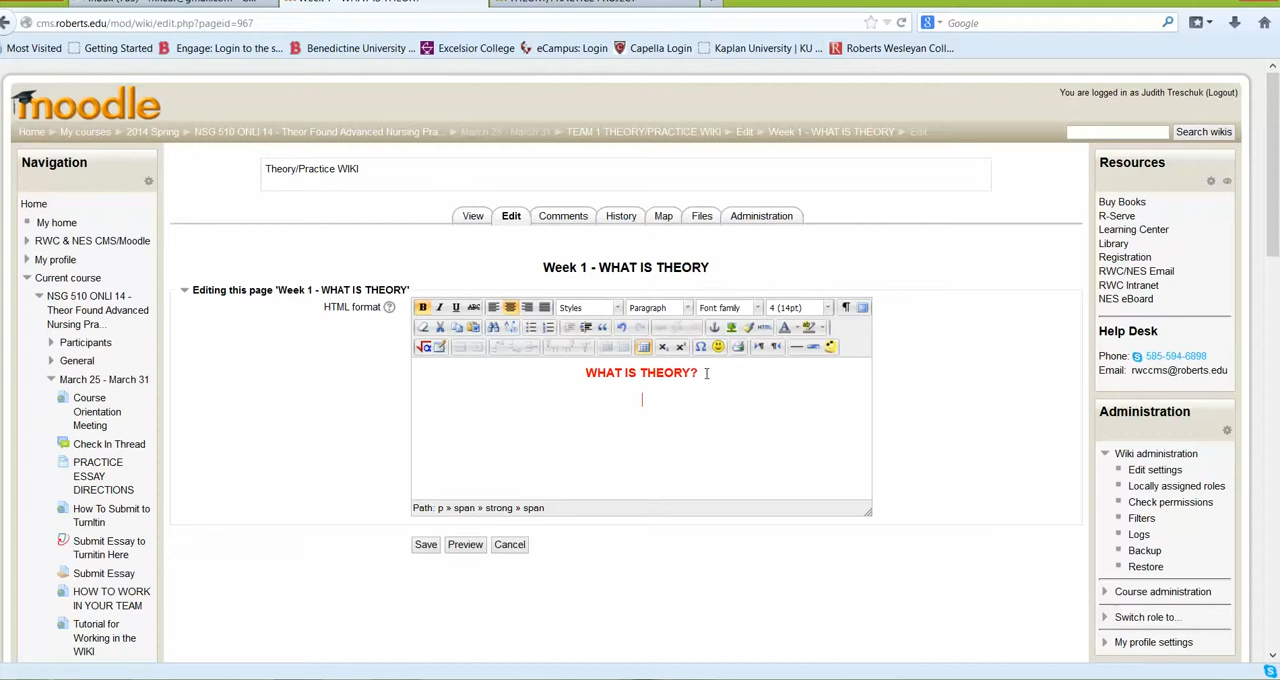 cms.roberts.edu/mod/wiki/edit.php?pageid=967
Google
Most Visited
Getting Started
Engage: Login to the s...
Benedictine University ...
Excelsior College
eCampus: Login
Capella Login
Kaplan University | KU ...
Roberts Wesleyan Coll...
moodle
You are logged in as Judith Treschuk (Logout)
Home ► My courses ► 2014 Spring ► NSG 510 ONLI 14 - Theor Found Advanced Nursing Pra... ► March 25 - March 31 ► TEAM 1 THEORY/PRACTICE WIKI ► Edit ► Week 1 - WHAT IS THEORY ► Edit
Search wikis
Navigation
Home
My home
RWC & NES CMS/Moodle
My profile
Current course
NSG 510 ONLI 14 -
Theor Found Advanced
Nursing Pra...
Participants
General
March 25 - March 31
Course
Orientation
Meeting
Check In Thread
PRACTICE
ESSAY
DIRECTIONS
How To Submit to
TurnItin
Submit Essay to
Turnitin Here
Submit Essay
HOW TO WORK
IN YOUR TEAM
Tutorial for
Working in the
WIKI
Theory/Practice WIKI
View
Edit
Comments
History
Map
Files
Administration
Week 1 - WHAT IS THEORY
Editing this page 'Week 1 - WHAT IS THEORY'
HTML format
B I U ABC
Styles
Paragraph
Font family
4 (14pt)
HTML
WHAT IS THEORY?
Path: p » span » strong » span
Save
Preview
Cancel
Resources
Buy Books
R-Serve
Learning Center
Library
Registration
RWC/NES Email
RWC Intranet
NES eBoard
Help Desk
Phone: 585-594-6898
Email: rwccms@roberts.edu
Administration
Wiki administration
Edit settings
Locally assigned roles
Check permissions
Filters
Logs
Backup
Restore
Course administration
Switch role to...
My profile settings